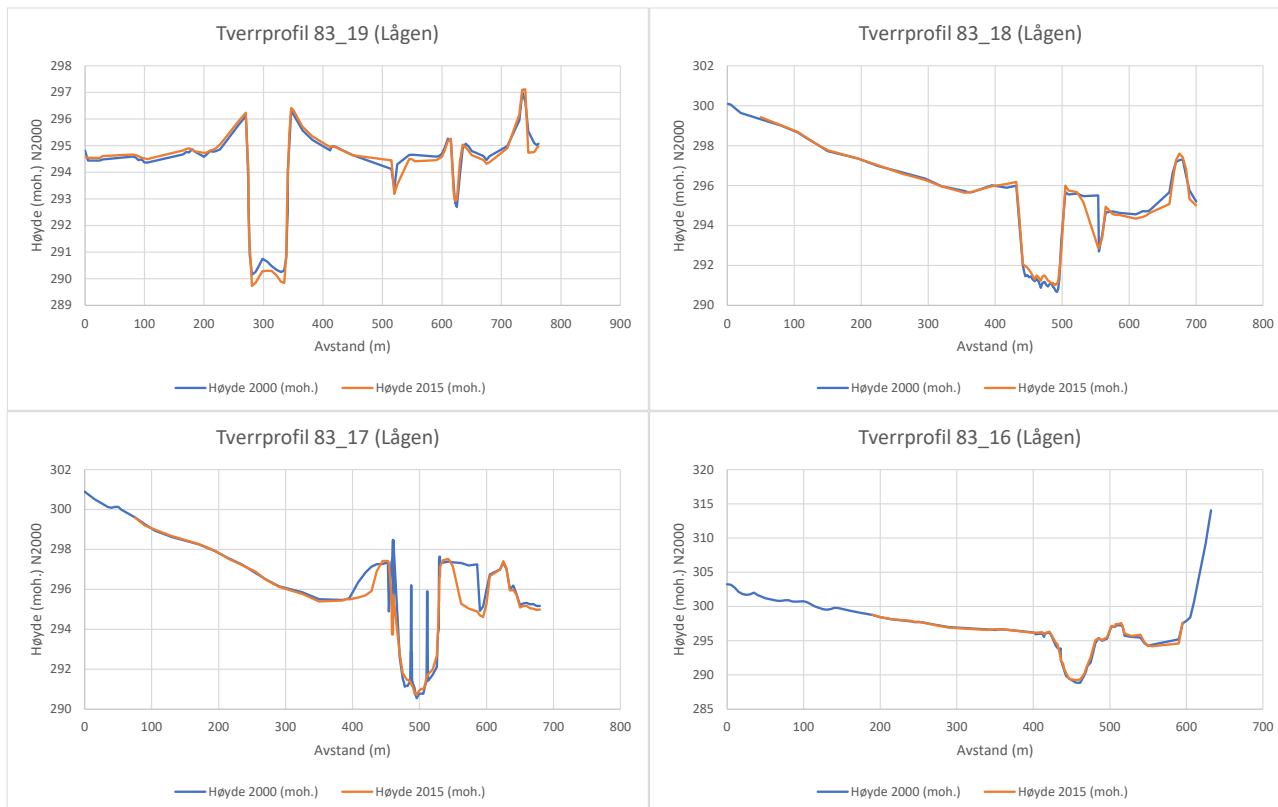 Tverrprofil 83_19 (Lågen)
Høyde (moh.) N2000
298
297
296
295
294
293
292
291
290
289
0 100 200 300 400 500 600 700 800 900
Avstand (m)
Høyde 2000 (moh.) Høyde 2015 (moh.)
Tverrprofil 83_18 (Lågen)
Høyde (moh.) N2000
302
300
298
296
294
292
290
0 100 200 300 400 500 600 700 800
Avstand (m)
Høyde 2000 (moh.) Høyde 2015 (moh.)
Tverrprofil 83_17 (Lågen)
Høyde (moh.) N2000
302
300
298
296
294
292
290
0 100 200 300 400 500 600 700 800
Avstand (m)
Høyde 2000 (moh.) Høyde 2015 (moh.)
Tverrprofil 83_16 (Lågen)
Høyde (moh.) N2000
320
315
310
305
300
295
290
285
0 100 200 300 400 500 600 700
Avstand (m)
Høyde 2000 (moh.) Høyde 2015 (moh.)